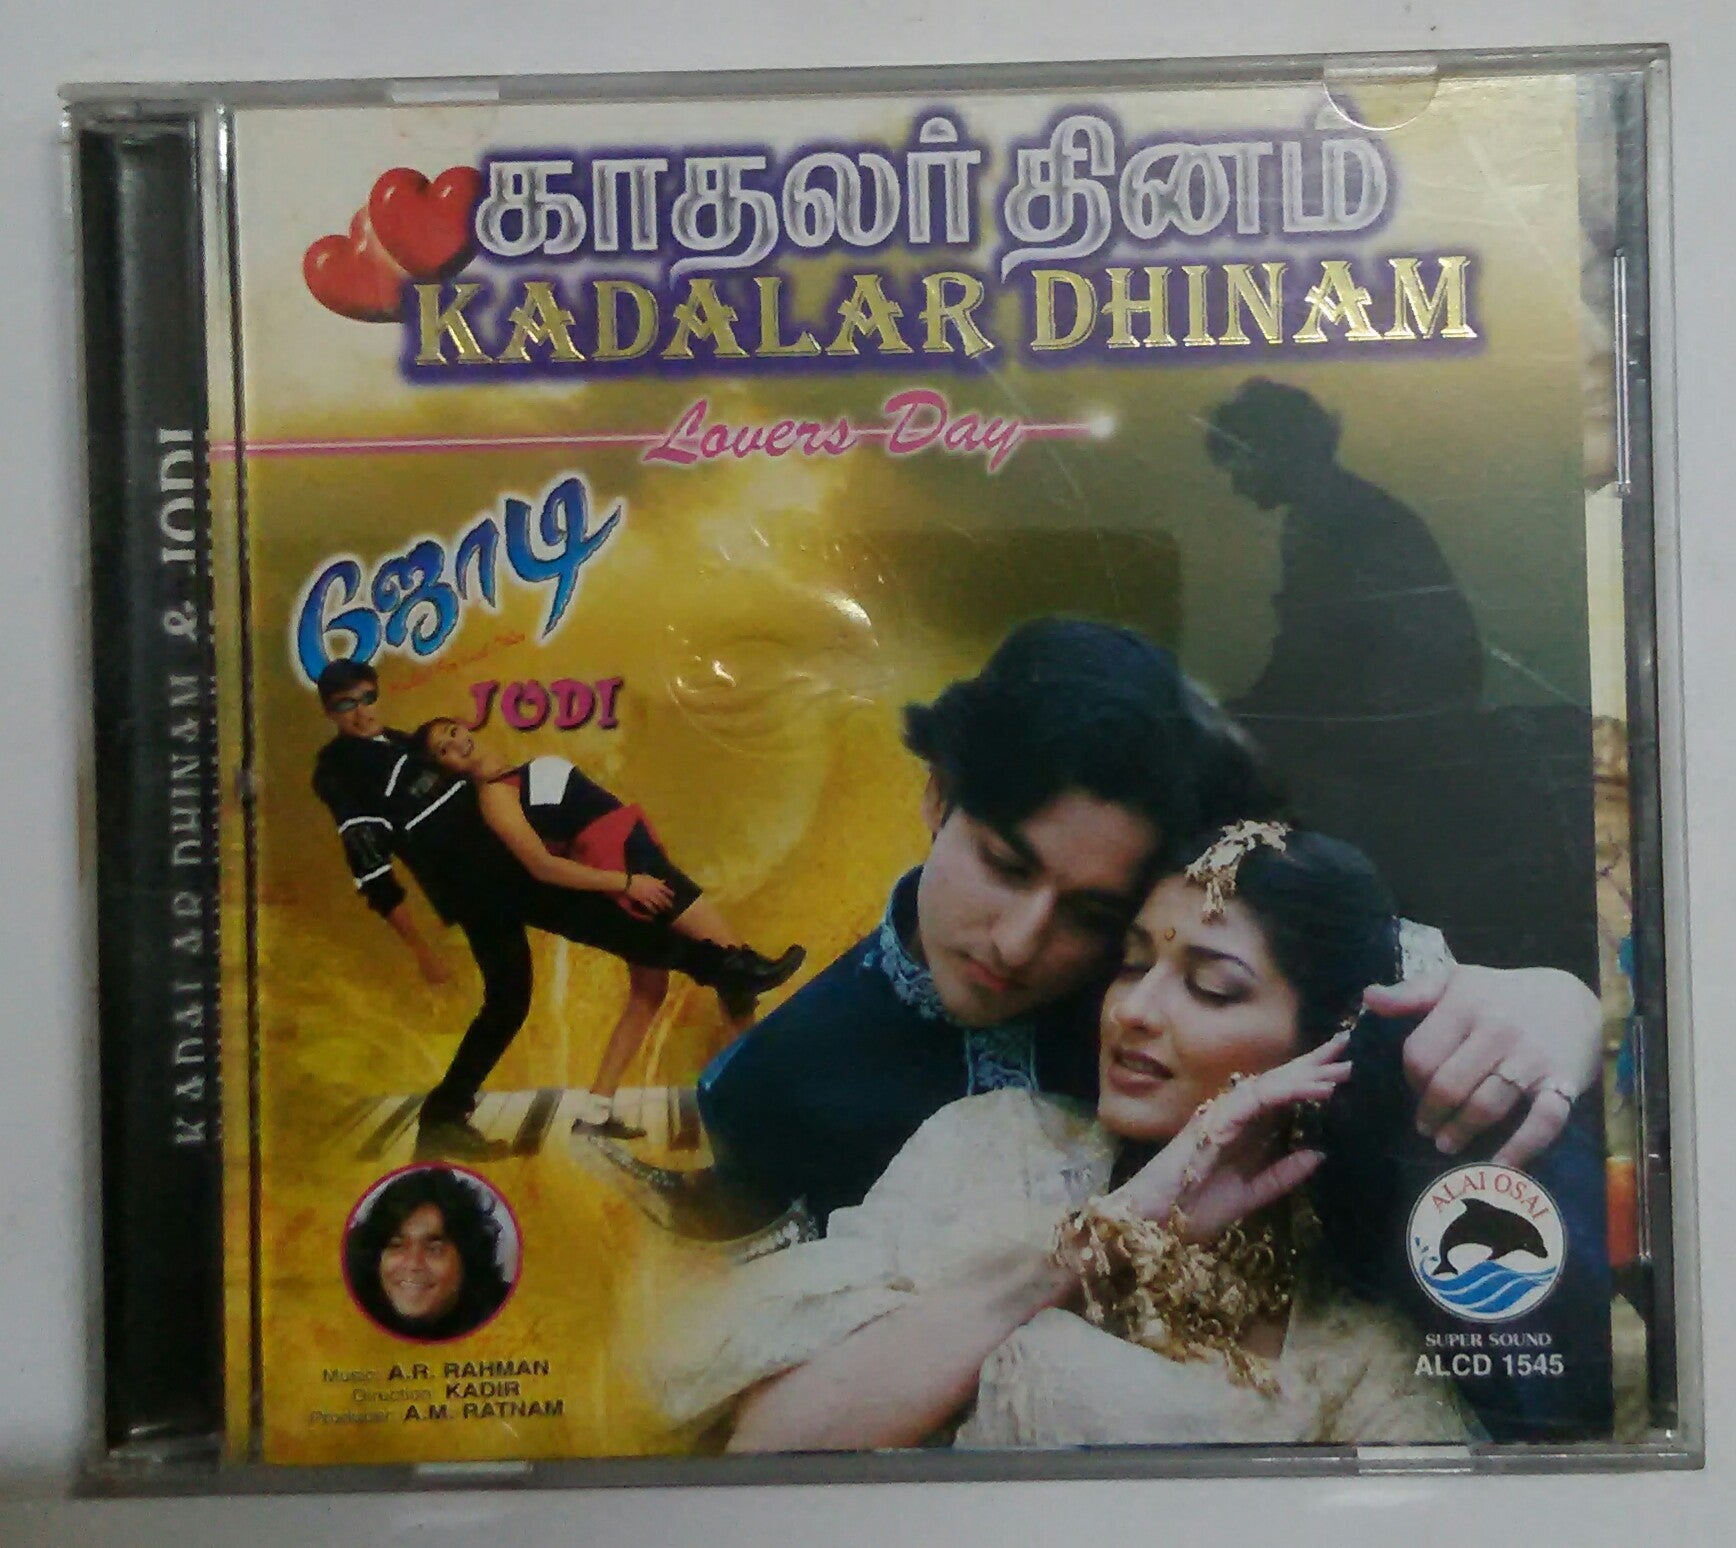 காதலர் தினம்
KADALAR DHINAM
Lovers Day
ஜோடி
JODI
KADALAR DHINAM & JODI
Music: A.R. RAHMAN
Direction: KADIR
Producer: A.M. RATNAM
ALAI OSAI
SUPER SOUND
ALCD 1545